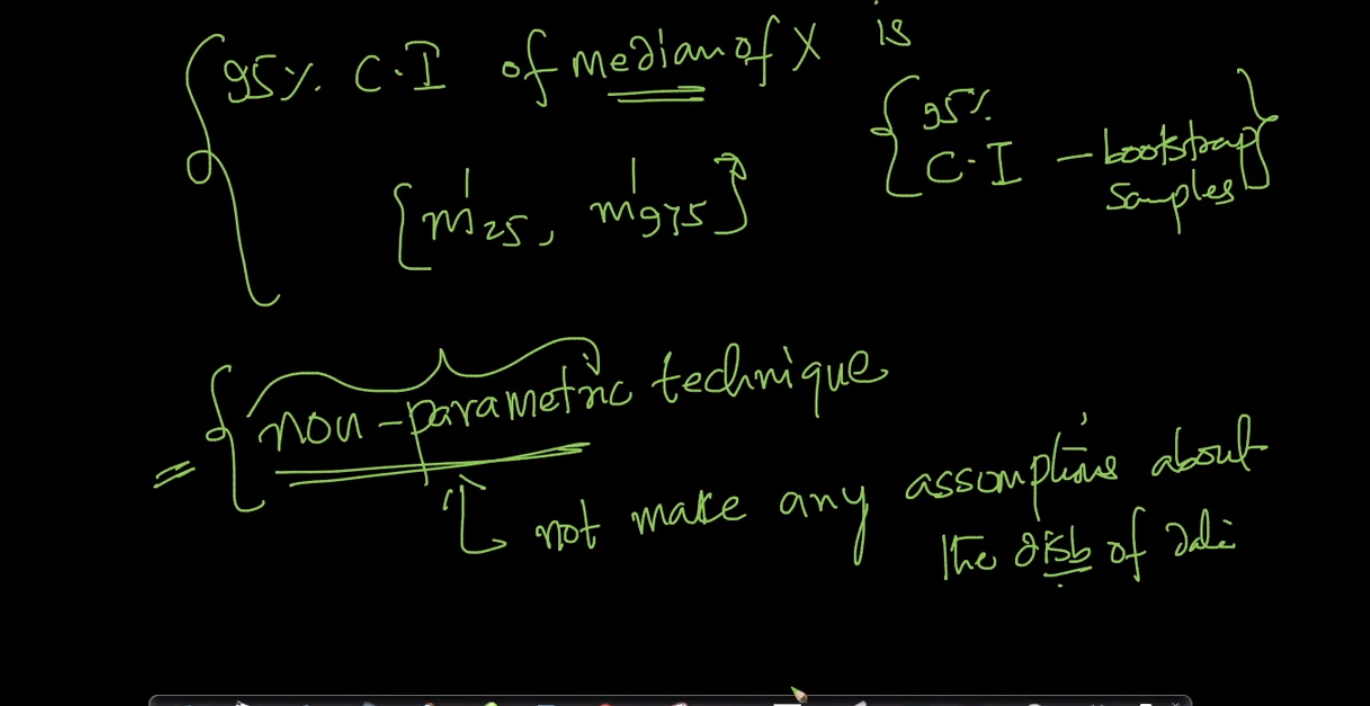 95% C.I of median of X is
[m'25, m'975]
{95%
C.I – bootstrap
samples}
= {non-parametric technique
not make any assumptions about
the disb of data